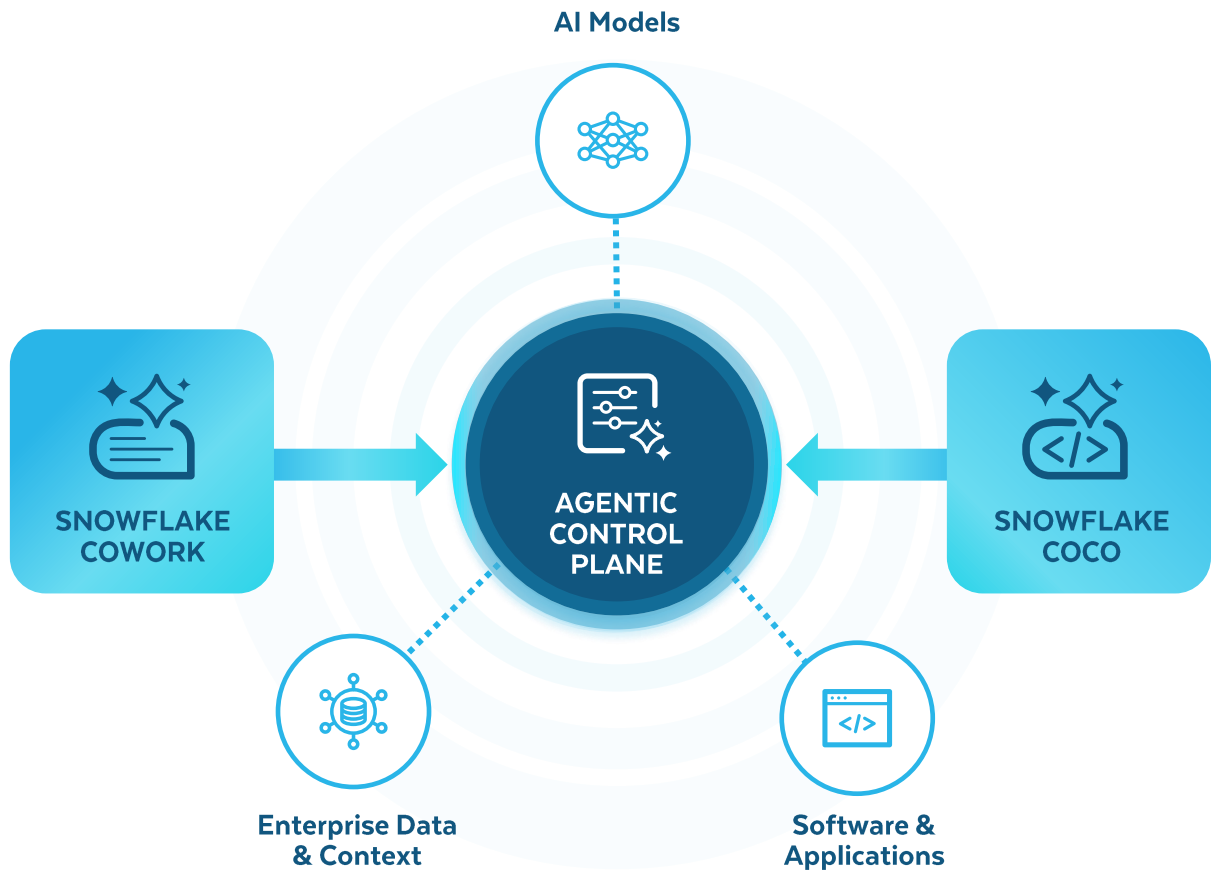 AI Models
SNOWFLAKE
COWORK
AGENTIC
CONTROL
PLANE
SNOWFLAKE
COCO
</>
Enterprise Data
& Context
</>
Software &
Applications